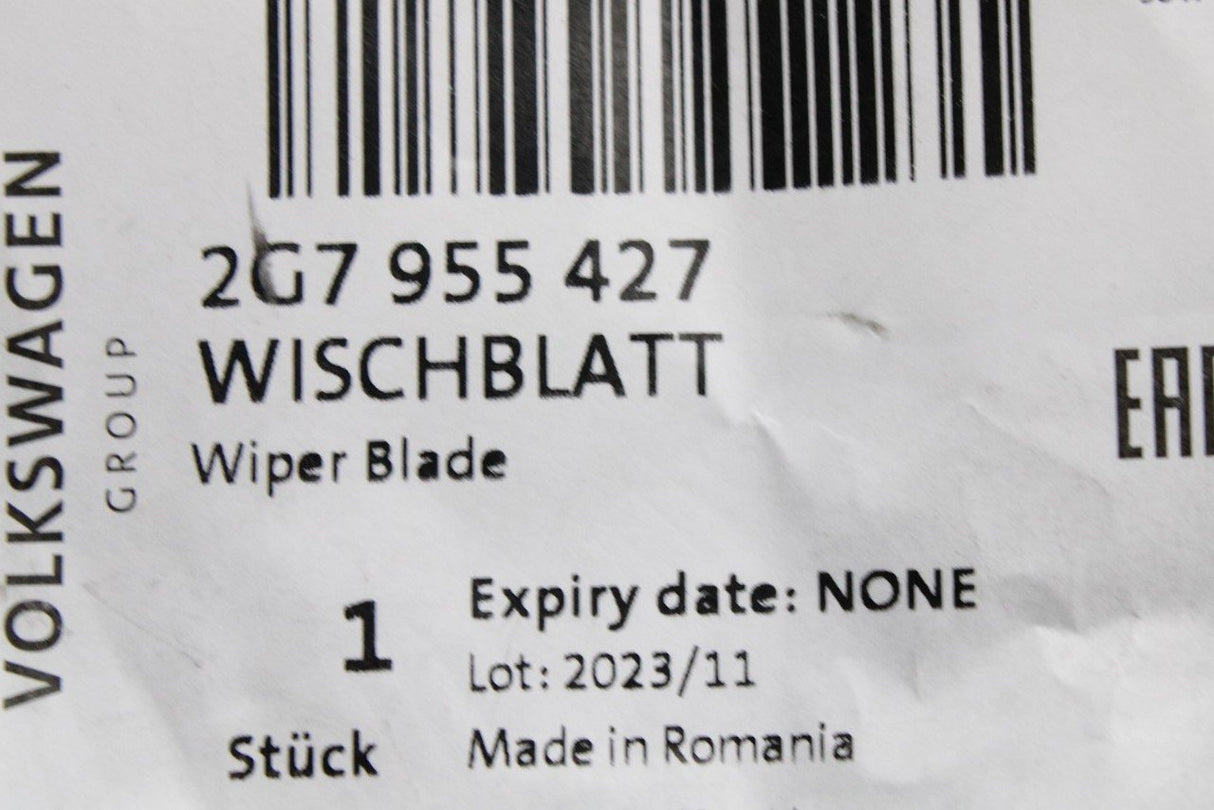 VOLKSWAGEN
GROUP
2G7 955 427
WISCHBLATT
Wiper Blade
1
Stück
Expiry date: NONE
Lot: 2023/11
Made in Romania
EAC